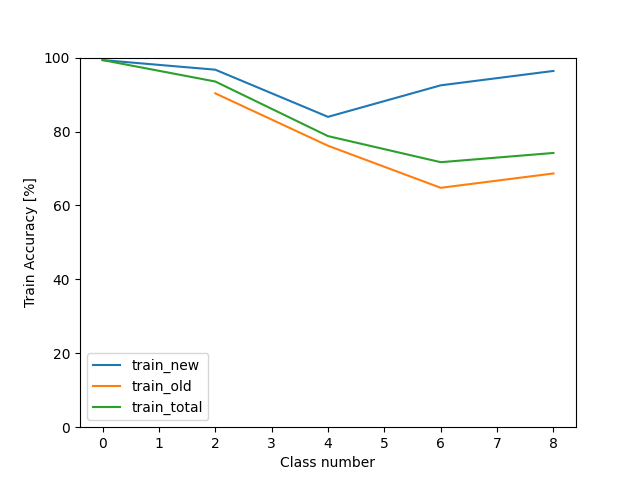 100
80
60
40
20
0
Train Accuracy [%]
train_new
train_old
train_total
0 1 2 3 4 5 6 7 8
Class number